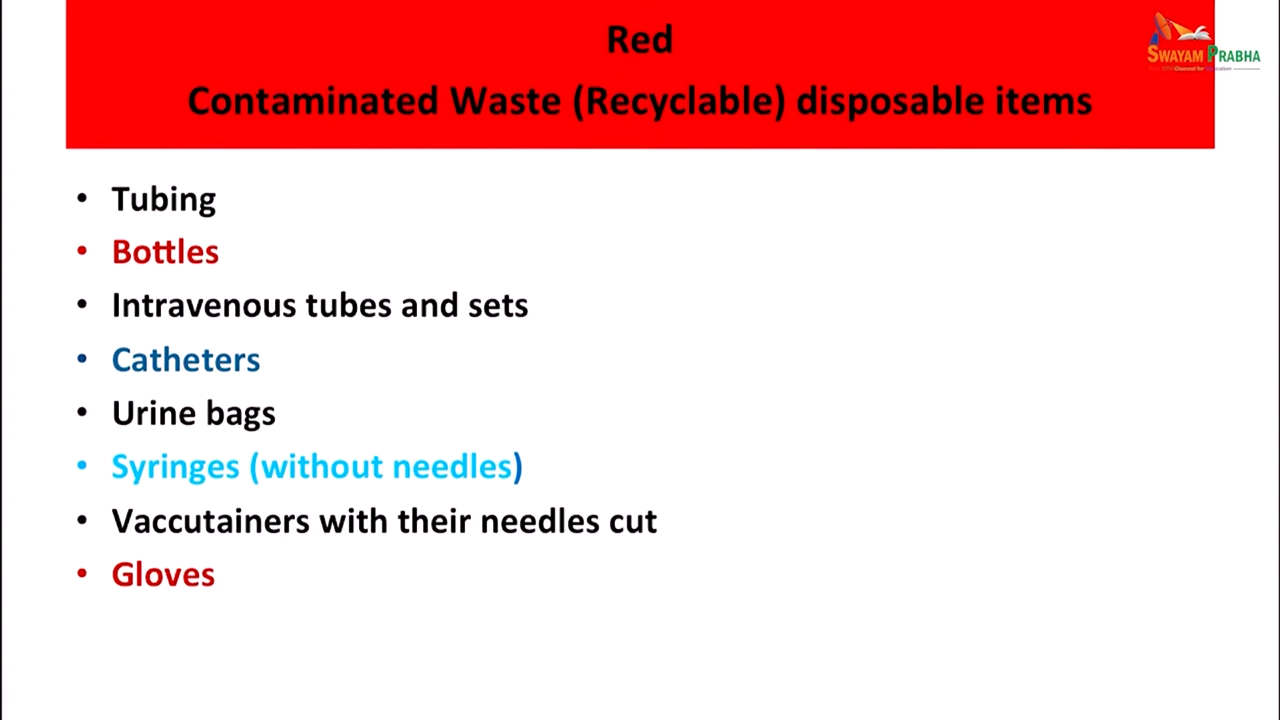 Red
Contaminated Waste (Recyclable) disposable items
SWAYAM PRABHA
• Tubing
• Bottles
• Intravenous tubes and sets
• Catheters
• Urine bags
• Syringes (without needles)
• Vaccutainers with their needles cut
• Gloves